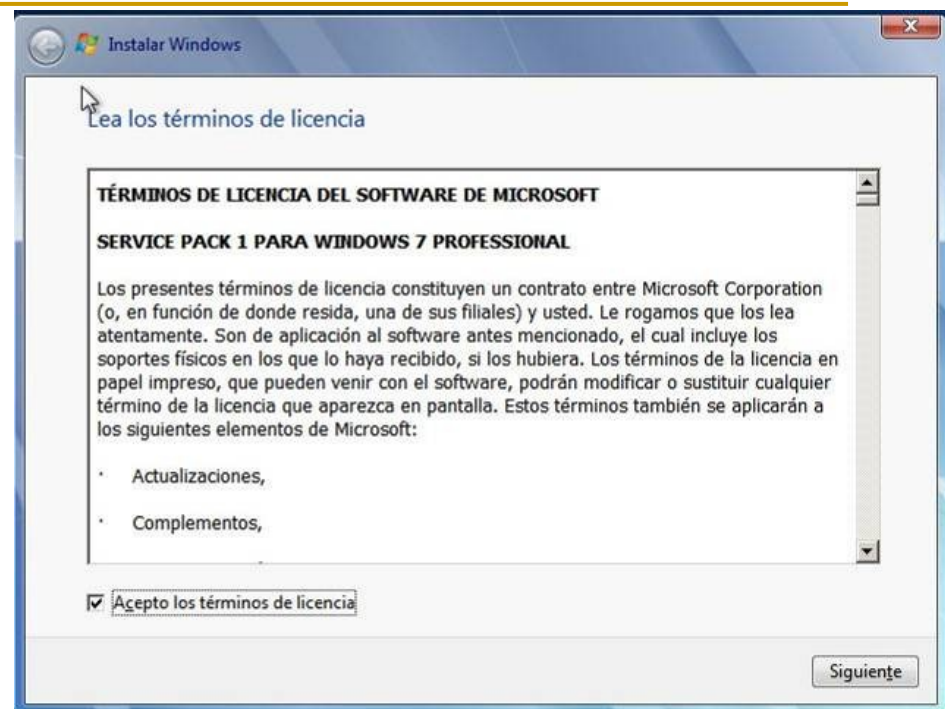 Instalar Windows
Lea los términos de licencia
TÉRMINOS DE LICENCIA DEL SOFTWARE DE MICROSOFT
SERVICE PACK 1 PARA WINDOWS 7 PROFESSIONAL
Los presentes términos de licencia constituyen un contrato entre Microsoft Corporation
(o, en función de donde resida, una de sus filiales) y usted. Le rogamos que los lea
atentamente. Son de aplicación al software antes mencionado, el cual incluye los
soportes físicos en los que lo haya recibido, si los hubiera. Los términos de la licencia en
papel impreso, que pueden venir con el software, podrán modificar o sustituir cualquier
término de la licencia que aparezca en pantalla. Estos términos también se aplicarán a
los siguientes elementos de Microsoft:
· Actualizaciones,
· Complementos,
Acepto los términos de licencia
Siguiente